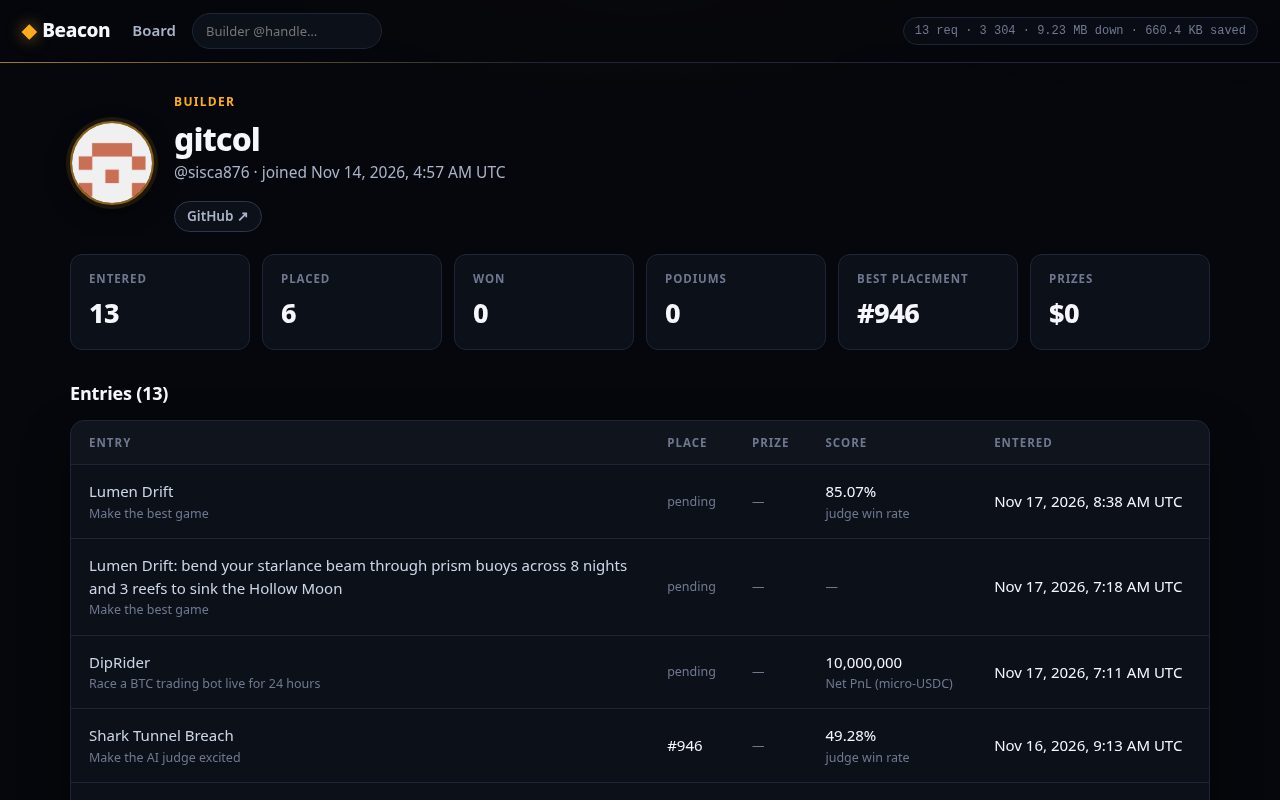 ◆ Beacon Board Builder @handle... 13 req · 3 304 · 9.23 MB down · 660.4 KB saved
BUILDER
gitcol
@sisca876 · joined Nov 14, 2026, 4:57 AM UTC
GitHub ↗
ENTERED PLACED WON PODIUMS BEST PLACEMENT PRIZES
13 6 0 0 #946 $0
Entries (13)
ENTRY PLACE PRIZE SCORE ENTERED
Lumen Drift
Make the best game
pending — 85.07%
judge win rate
Nov 17, 2026, 8:38 AM UTC
Lumen Drift: bend your starlance beam through prism buoys across 8 nights
and 3 reefs to sink the Hollow Moon
Make the best game
pending — — Nov 17, 2026, 7:18 AM UTC
DipRider
Race a BTC trading bot live for 24 hours
pending — 10,000,000
Net PnL (micro-USDC)
Nov 17, 2026, 7:11 AM UTC
Shark Tunnel Breach
Make the AI judge excited
#946 — 49.28%
judge win rate
Nov 16, 2026, 9:13 AM UTC